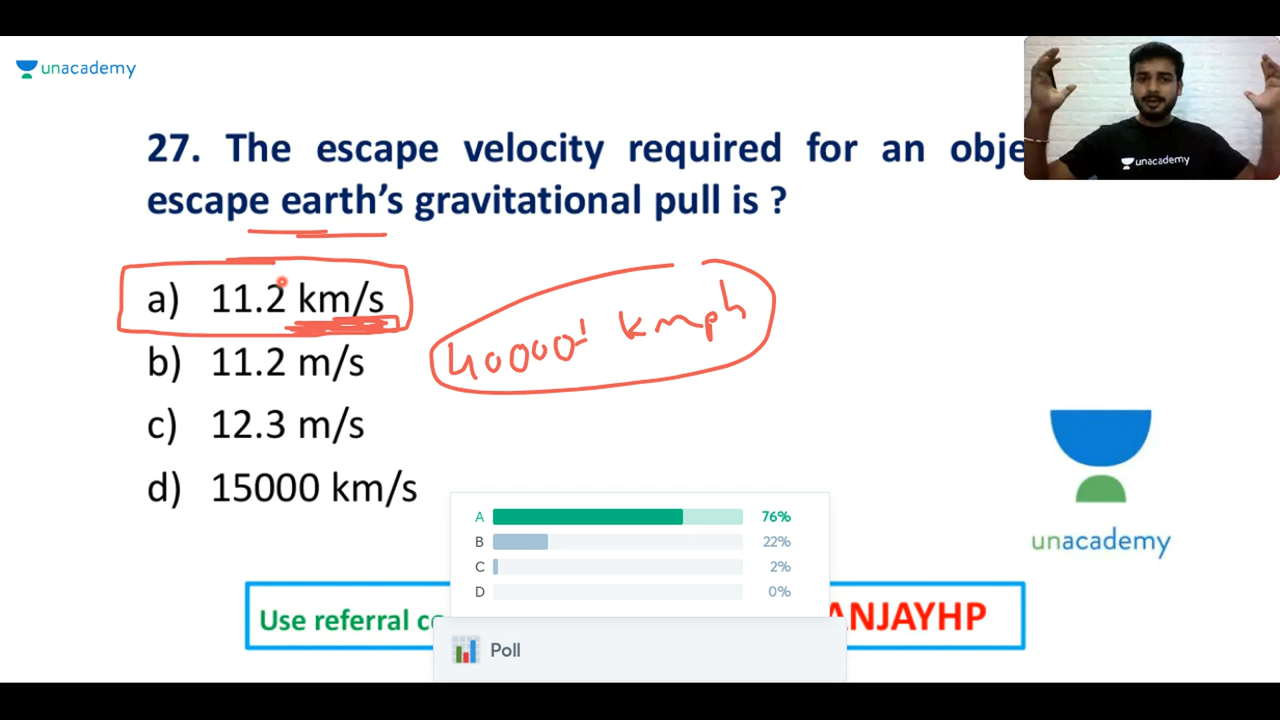 unacademy
unacademy
27. The escape velocity required for an obje
escape earth's gravitational pull is ?
a) 11.2 km/s
40000 kmph
b) 11.2 m/s
c) 12.3 m/s
d) 15000 km/s
A 76%
B 22%
C 2%
D 0%
unacademy
Use referral co
ANJAYHP
Poll